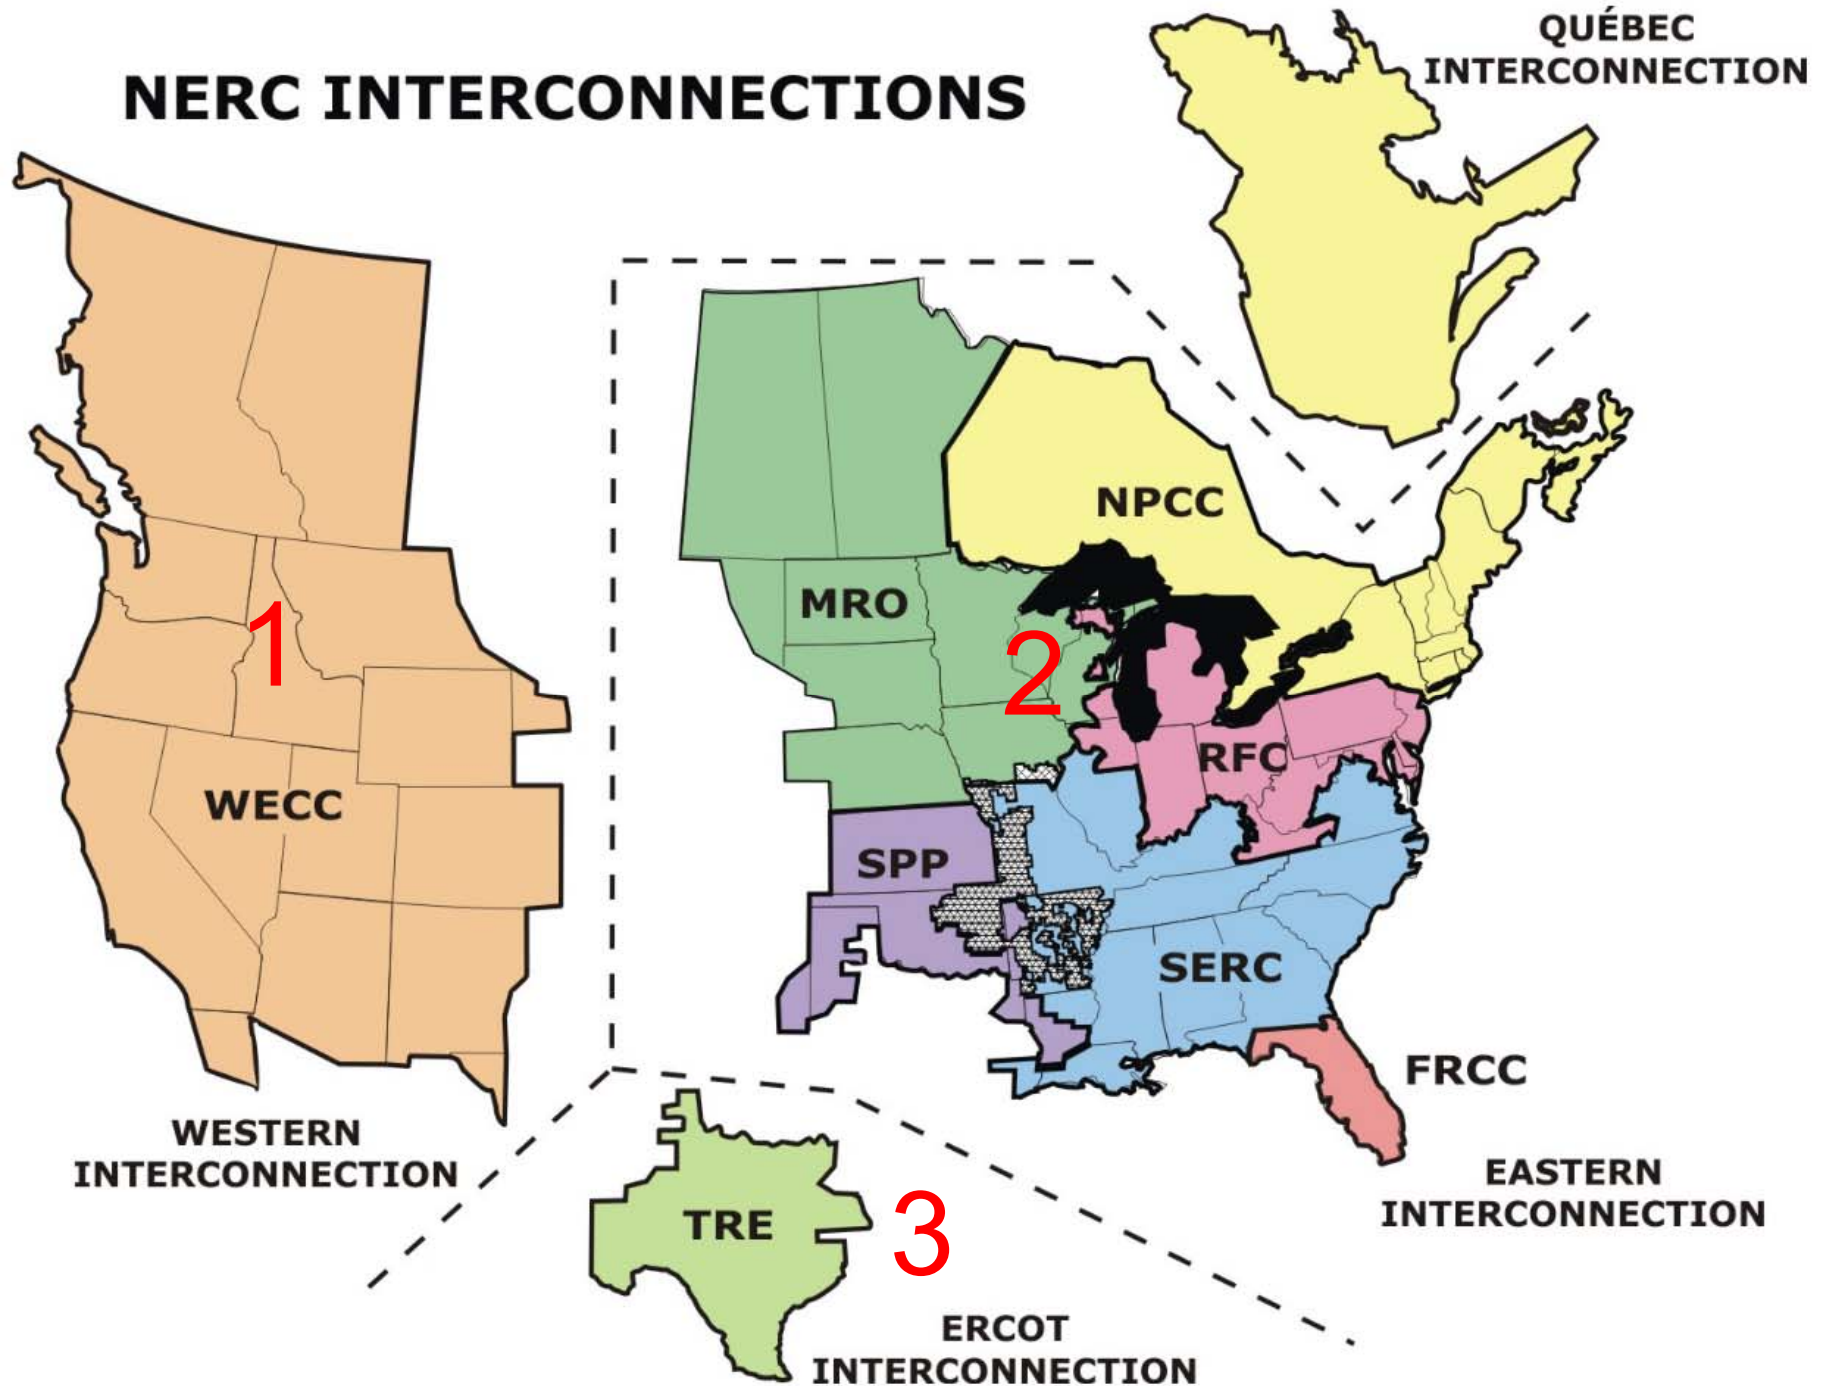 QUÉBEC
INTERCONNECTION
NERC INTERCONNECTIONS
NPCC
MRO
1
2
RFC
WECC
SPP
SERC
FRCC
WESTERN
INTERCONNECTION
EASTERN
INTERCONNECTION
TRE
3
ERCOT
INTERCONNECTION